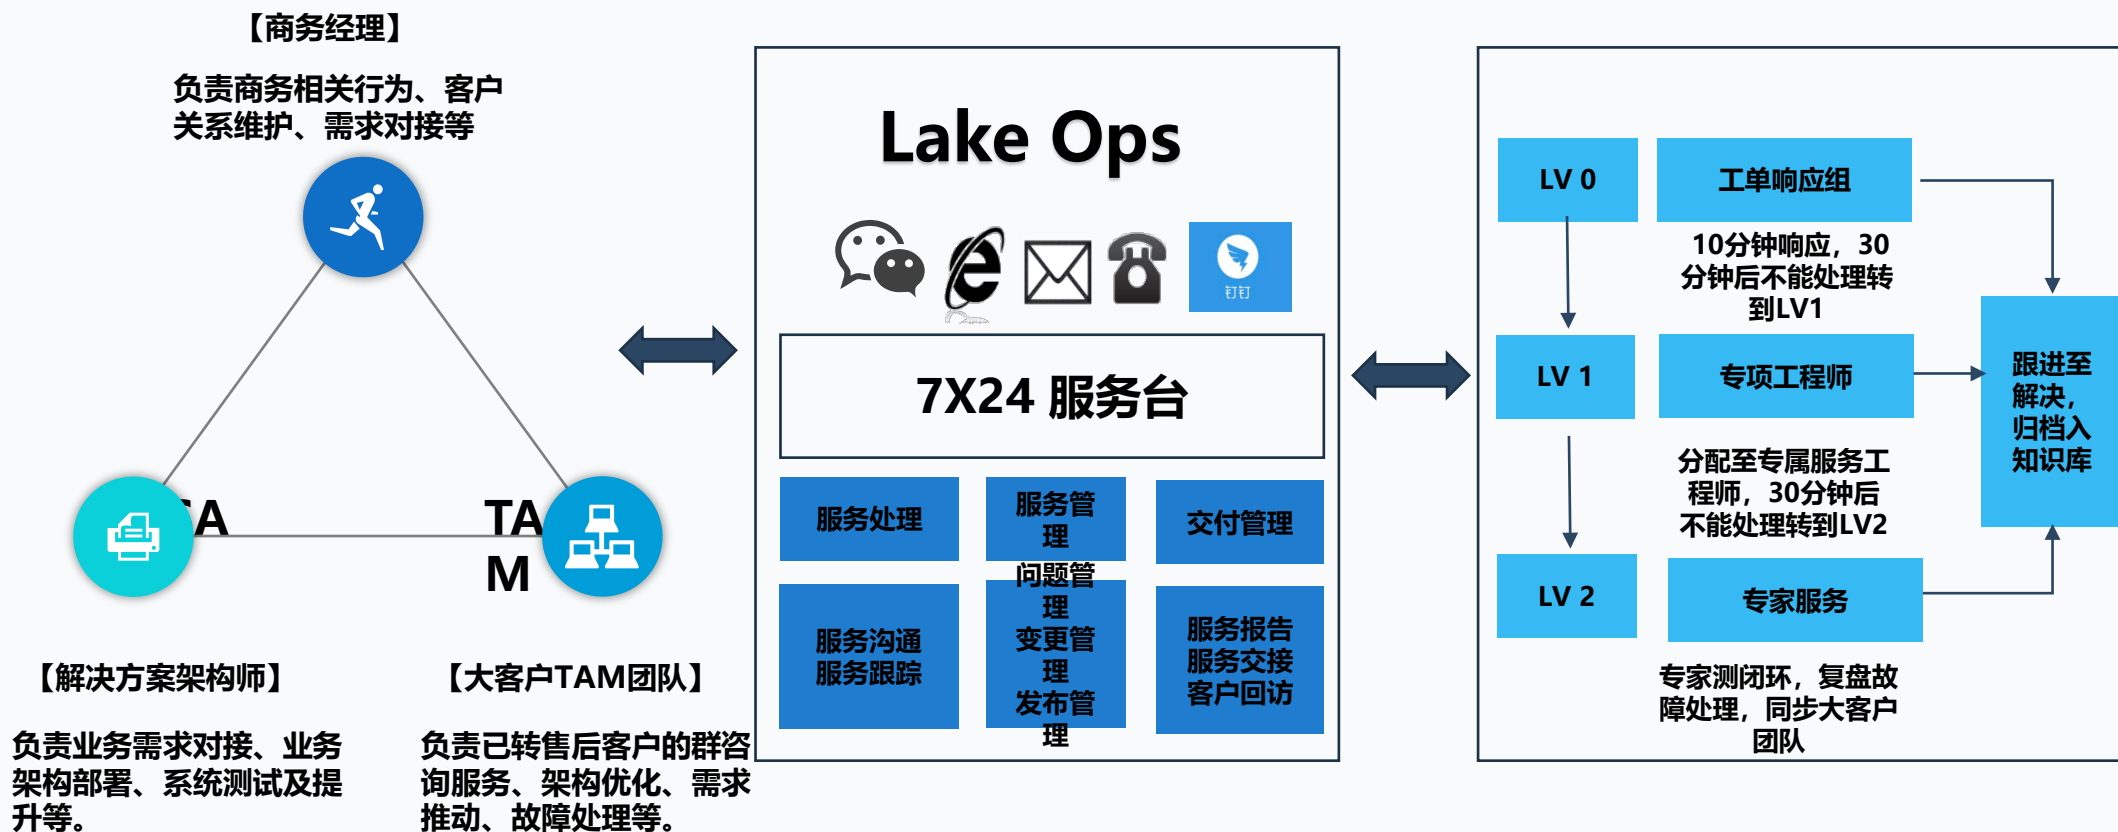 【商务经理】
负责商务相关行为、客户
关系维护、需求对接等
TA
M
【解决方案架构师】
负责业务需求对接、业务
架构部署、系统测试及提
升等。
【大客户TAM团队】
负责已转售后客户的群咨
询服务、架构优化、需求
推动、故障处理等。
Lake Ops
钉钉
7X24 服务台
服务处理
服务管
理
交付管理
服务沟通
服务跟踪
问题管
理
变更管
理
发布管
理
服务报告
服务交接
客户回访
LV 0
工单响应组
10分钟响应，30
分钟后不能处理转
到LV1
LV 1
专项工程师
分配至专属服务工
程师，30分钟后
不能处理转到LV2
LV 2
专家服务
专家测闭环，复盘故
障处理，同步大客户
团队
跟进至
解决，
归档入
知识库